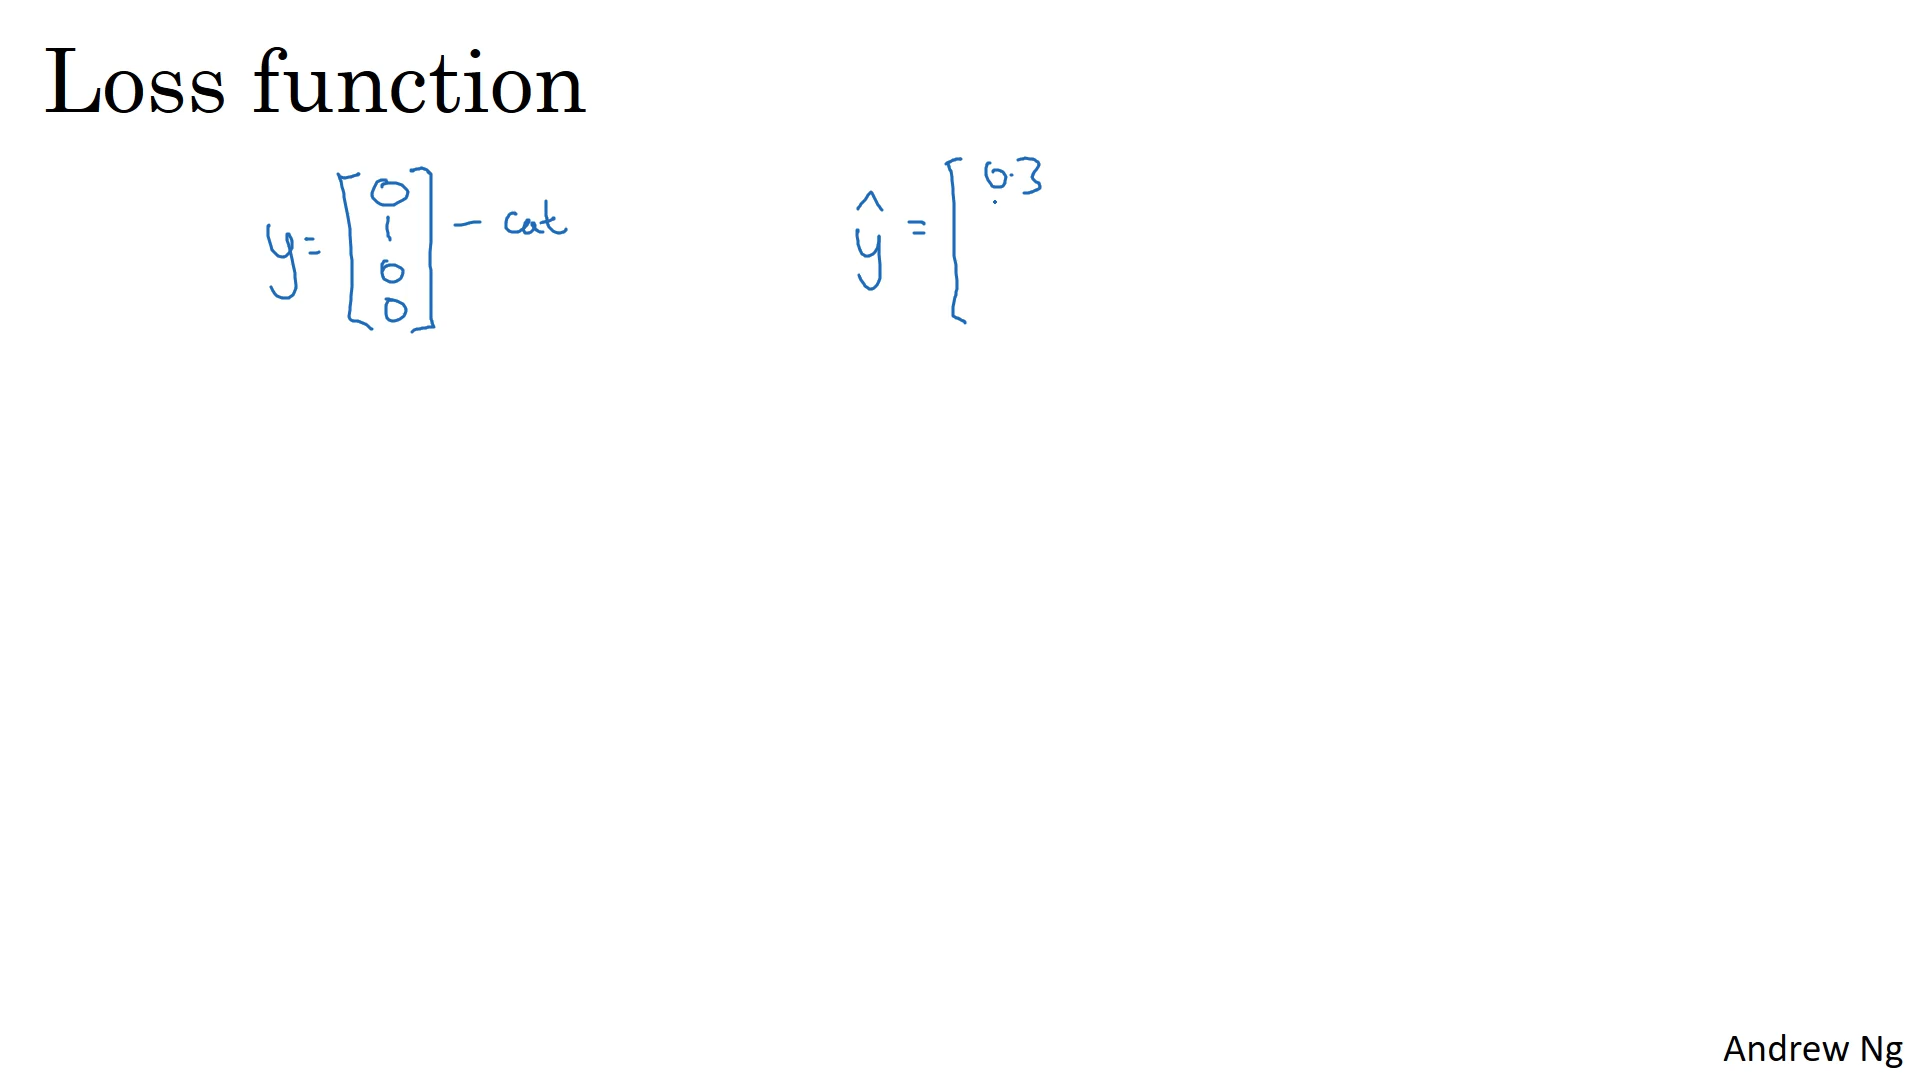 Loss function
y = [0 1 0 0] - cat
ŷ = [0.3
Andrew Ng